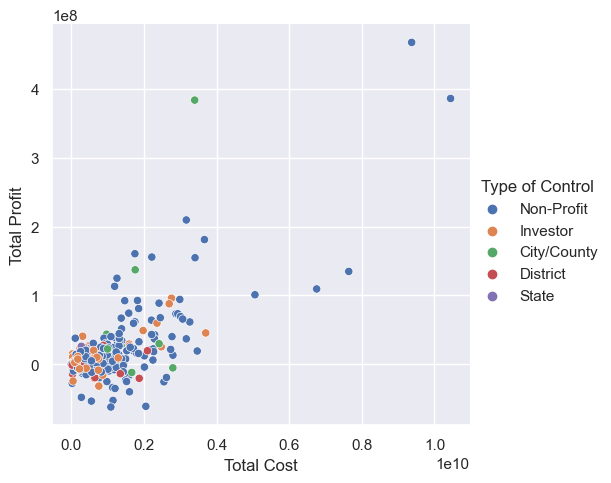 1e8
4
3
2
1
0
Total Profit
0.0 0.2 0.4 0.6 0.8 1.0
1e10
Total Cost
Type of Control
Non-Profit
Investor
City/County
District
State